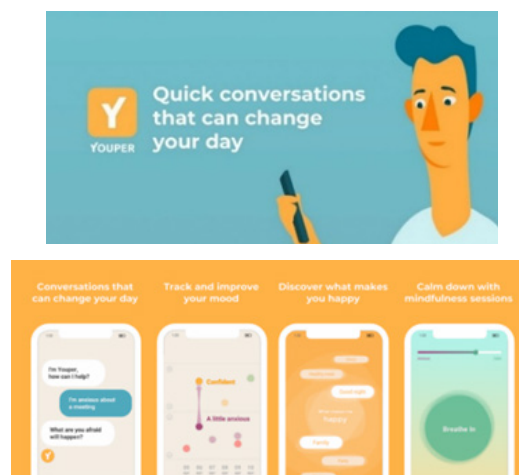 Quick conversations
that can change
your day
YOUPER
Conversations that
can change your day
Track and improve
your mood
Discover what makes
you happy
Calm down with
mindfulness sessions
I'm Youper,
how can I help?
I'm anxious about
a meeting
What are you afraid
will happen?
Confident
A little anxious
happy
Family
Breathe in